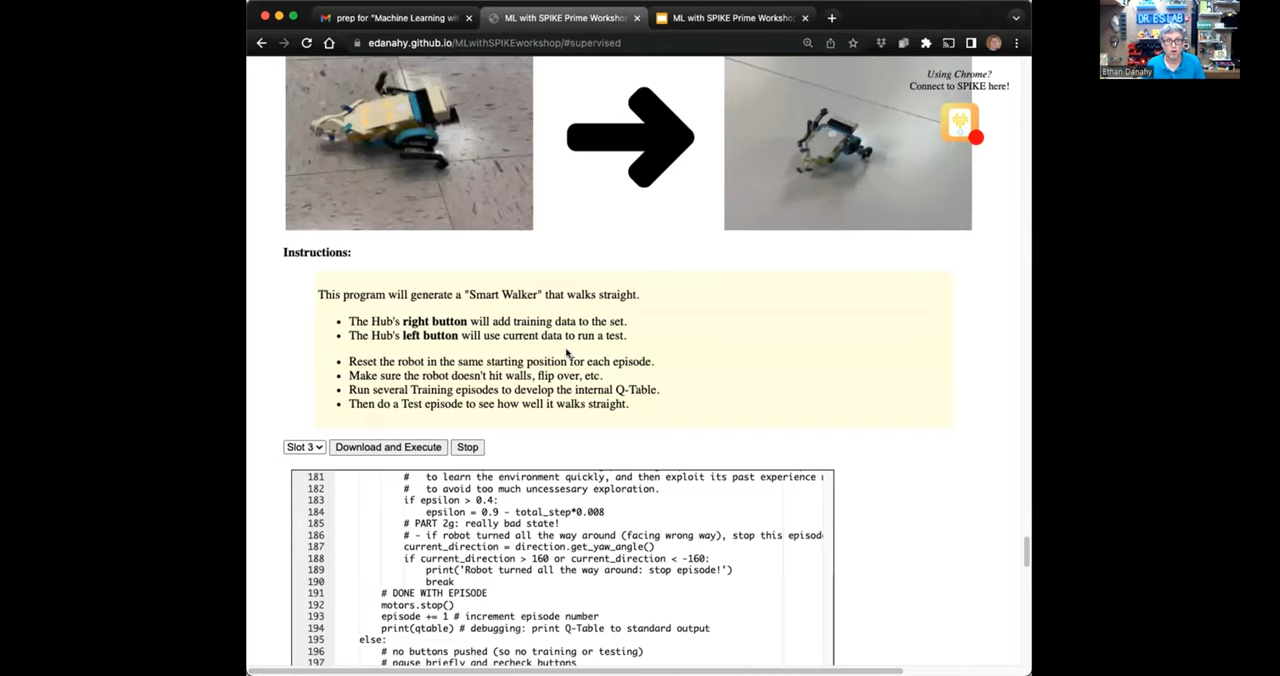 prep for "Machine Learning wit
ML with SPIKE Prime Workshop
ML with SPIKE Prime Workshop
edanahy.github.io/MLwithSPIKEworkshop/#supervised
DR. E'S LAB
Ethan Danahy
Using Chrome?
Connect to SPIKE here!
Instructions:
This program will generate a "Smart Walker" that walks straight.
• The Hub's right button will add training data to the set.
• The Hub's left button will use current data to run a test.
• Reset the robot in the same starting position for each episode.
• Make sure the robot doesn't hit walls, flip over, etc.
• Run several Training episodes to develop the internal Q-Table.
• Then do a Test episode to see how well it walks straight.
Slot 3 Download and Execute Stop
181 # to learn the environment quickly, and then exploit its past experience
182 # to avoid too much uncessesary exploration.
183 if epsilon > 0.4:
184 epsilon = 0.9 - total_step*0.008
185 # PART 2g: really bad state!
186 # - if robot turned all the way around (facing wrong way), stop this episod
187 current_direction = direction.get_yaw_angle()
188 if current_direction > 160 or current_direction < -160:
189 print('Robot turned all the way around: stop episode!')
190 break
191 # DONE WITH EPISODE
192 motors.stop()
193 episode += 1 # increment episode number
194 print(qtable) # debugging: print Q-Table to standard output
195 else:
196 # no buttons pushed (so no training or testing)
197 # pause briefly and recheck buttons